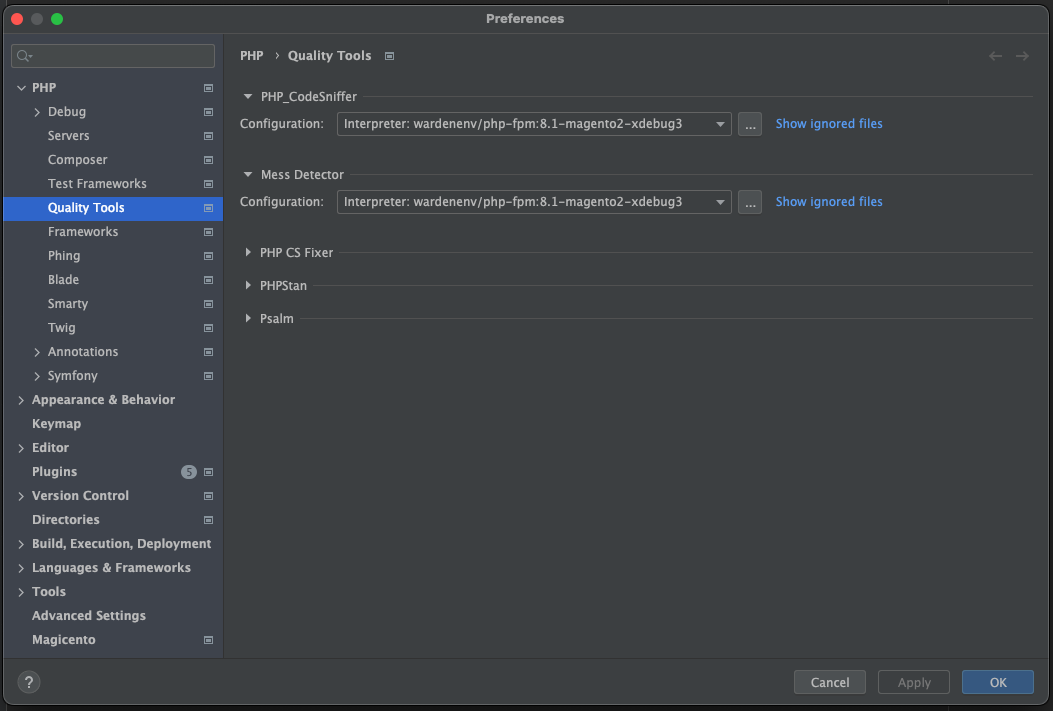 Preferences
PHP
Debug
Servers
Composer
Test Frameworks
Quality Tools
Frameworks
Phing
Blade
Smarty
Twig
Annotations
Symfony
Appearance & Behavior
Keymap
Editor
Plugins 5
Version Control
Directories
Build, Execution, Deployment
Languages & Frameworks
Tools
Advanced Settings
Magicento
PHP › Quality Tools
PHP_CodeSniffer
Configuration: Interpreter: wardenenv/php-fpm:8.1-magento2-xdebug3 ... Show ignored files
Mess Detector
Configuration: Interpreter: wardenenv/php-fpm:8.1-magento2-xdebug3 ... Show ignored files
PHP CS Fixer
PHPStan
Psalm
? Cancel Apply OK